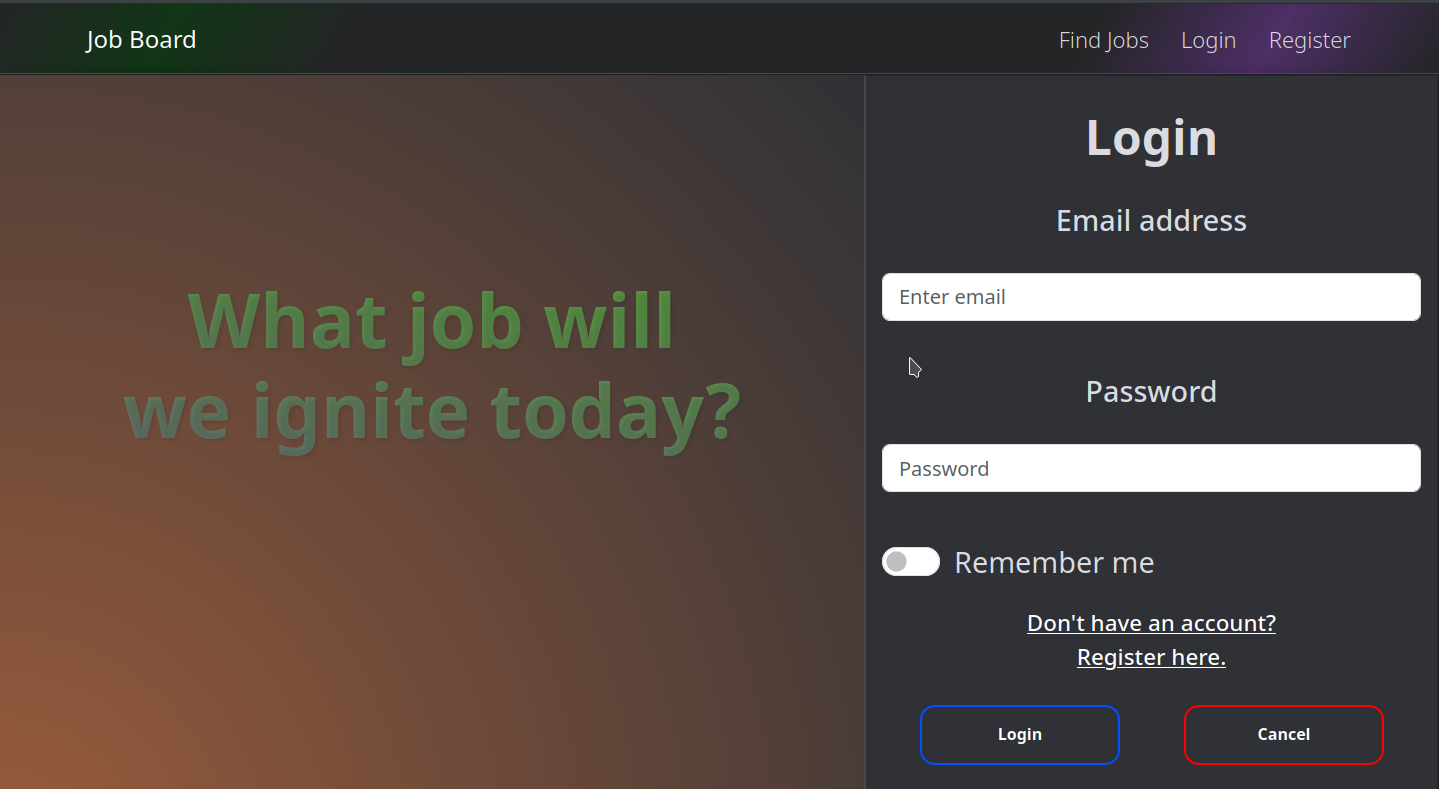 Job Board
Find Jobs
Login
Register
What job will
we ignite today?
Login
Email address
Enter email
Password
Password
Remember me
Don't have an account?
Register here.
Login
Cancel